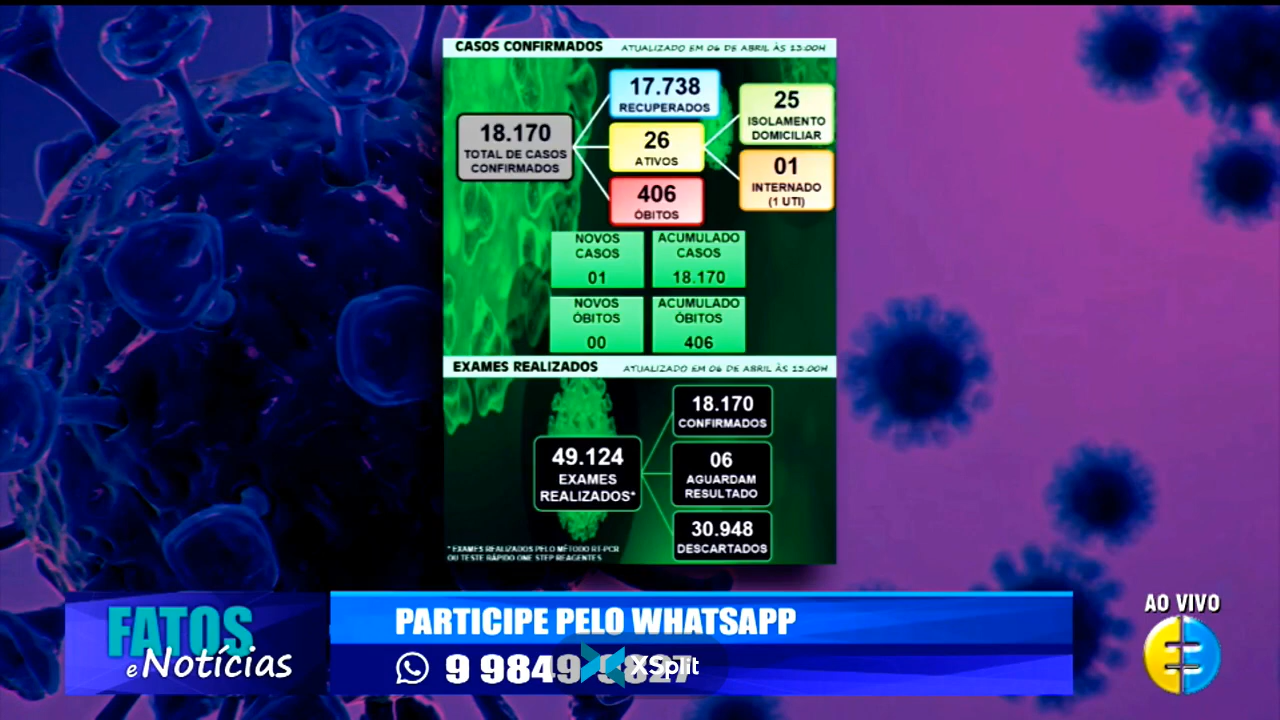 CASOS CONFIRMADOS ATUALIZADO EM 06 DE ABRIL ÀS 13:00H
17.738
RECUPERADOS
18.170
TOTAL DE CASOS
CONFIRMADOS
26
ATIVOS
406
ÓBITOS
25
ISOLAMENTO
DOMICILIAR
01
INTERNADO
(1 UTI)
NOVOS
CASOS
01
ACUMULADO
CASOS
18.170
NOVOS
ÓBITOS
00
ACUMULADO
ÓBITOS
406
EXAMES REALIZADOS ATUALIZADO EM 06 DE ABRIL ÀS 13:00H
49.124
EXAMES
REALIZADOS*
18.170
CONFIRMADOS
06
AGUARDAM
RESULTADO
30.948
DESCARTADOS
* EXAMES REALIZADOS PELO MÉTODO RT-PCR
OU TESTE RÁPIDO ONE STEP REAGENTES
FATOS
e Notícias
PARTICIPE PELO WHATSAPP
9 9849
XSplit
AO VIVO